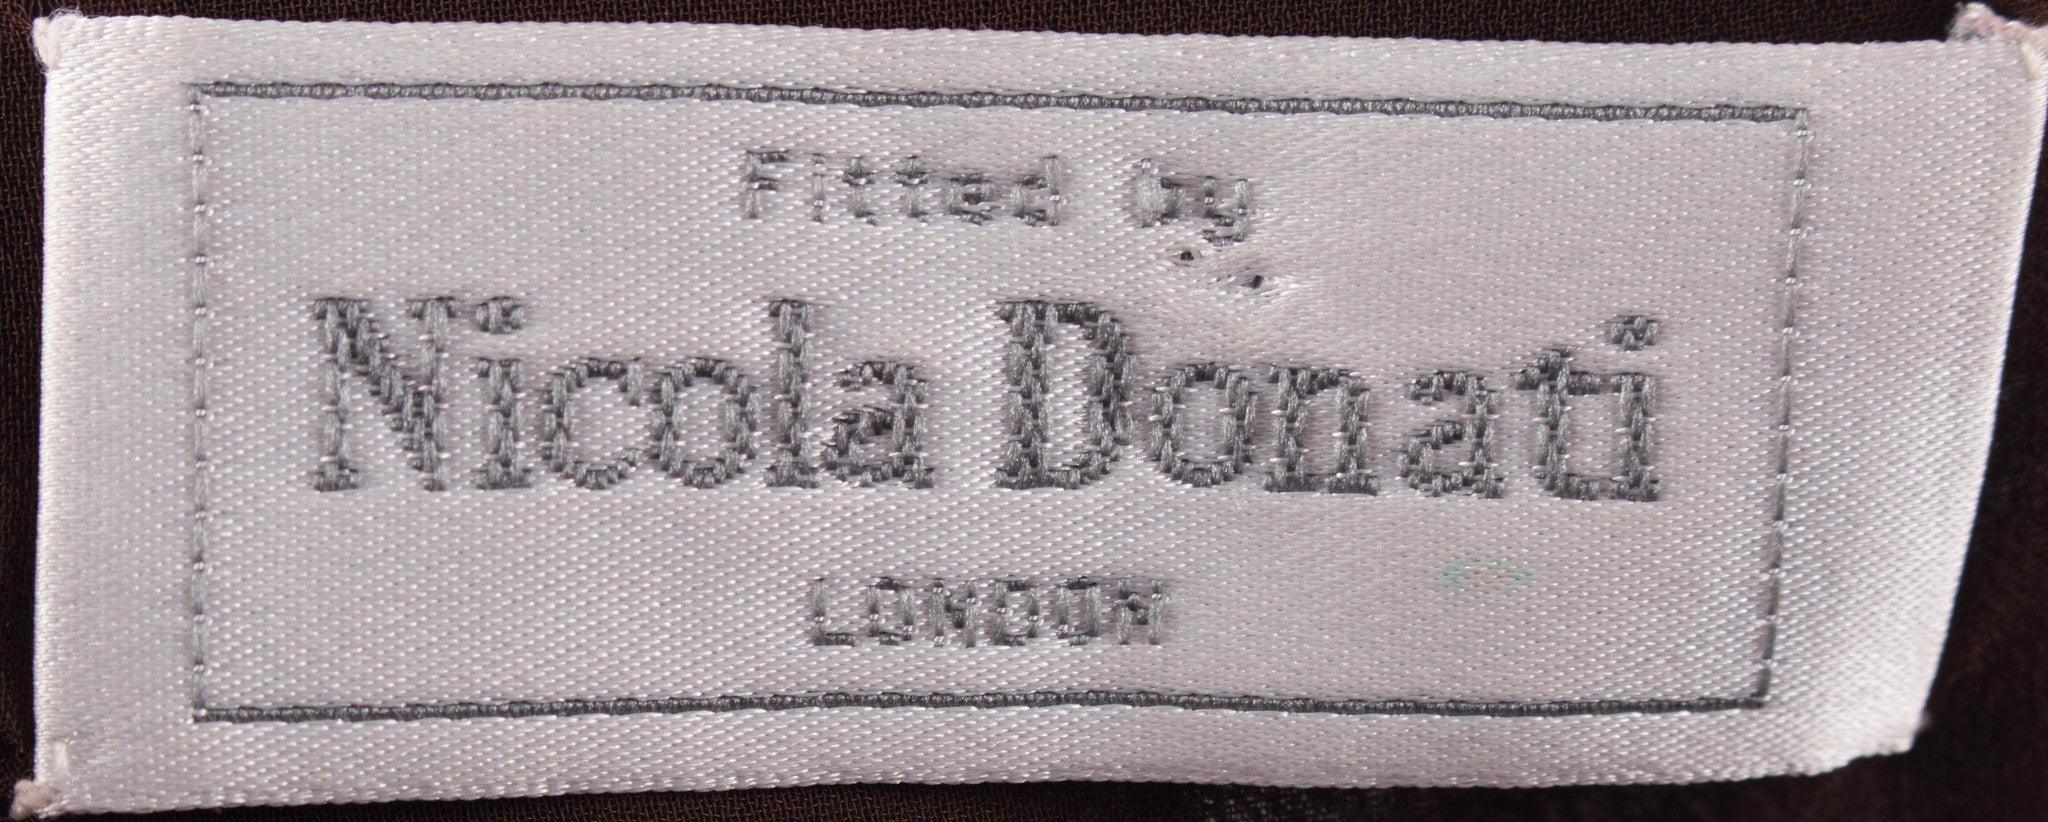 Fitted by
Nicola Donati
LONDON